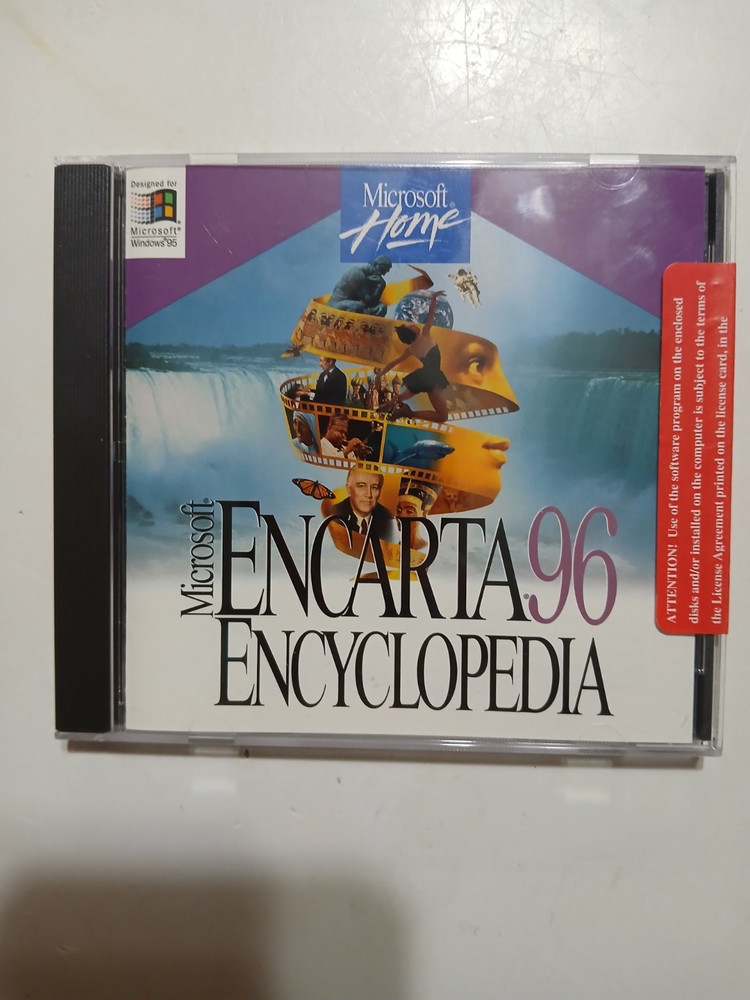 Designed for
Microsoft®
Windows®95
Microsoft®
Home
Microsoft®
ENCARTA®96
ENCYCLOPEDIA
ATTENTION! Use of the software program on the enclosed
disks and/or installed on the computer is subject to the terms of
the License Agreement printed on the license card, in the